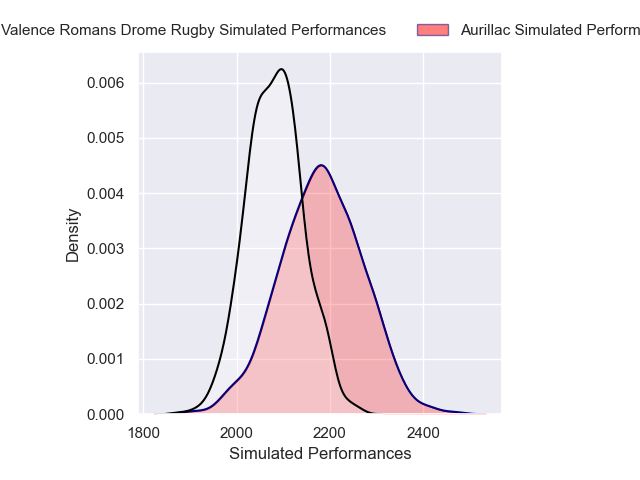 Valence Romans Drome Rugby Simulated Performances
Aurillac Simulated Perform
0.006
0.005
0.004
0.003
0.002
0.001
0.000
Density
1800 2000 2200 2400
Simulated Performances